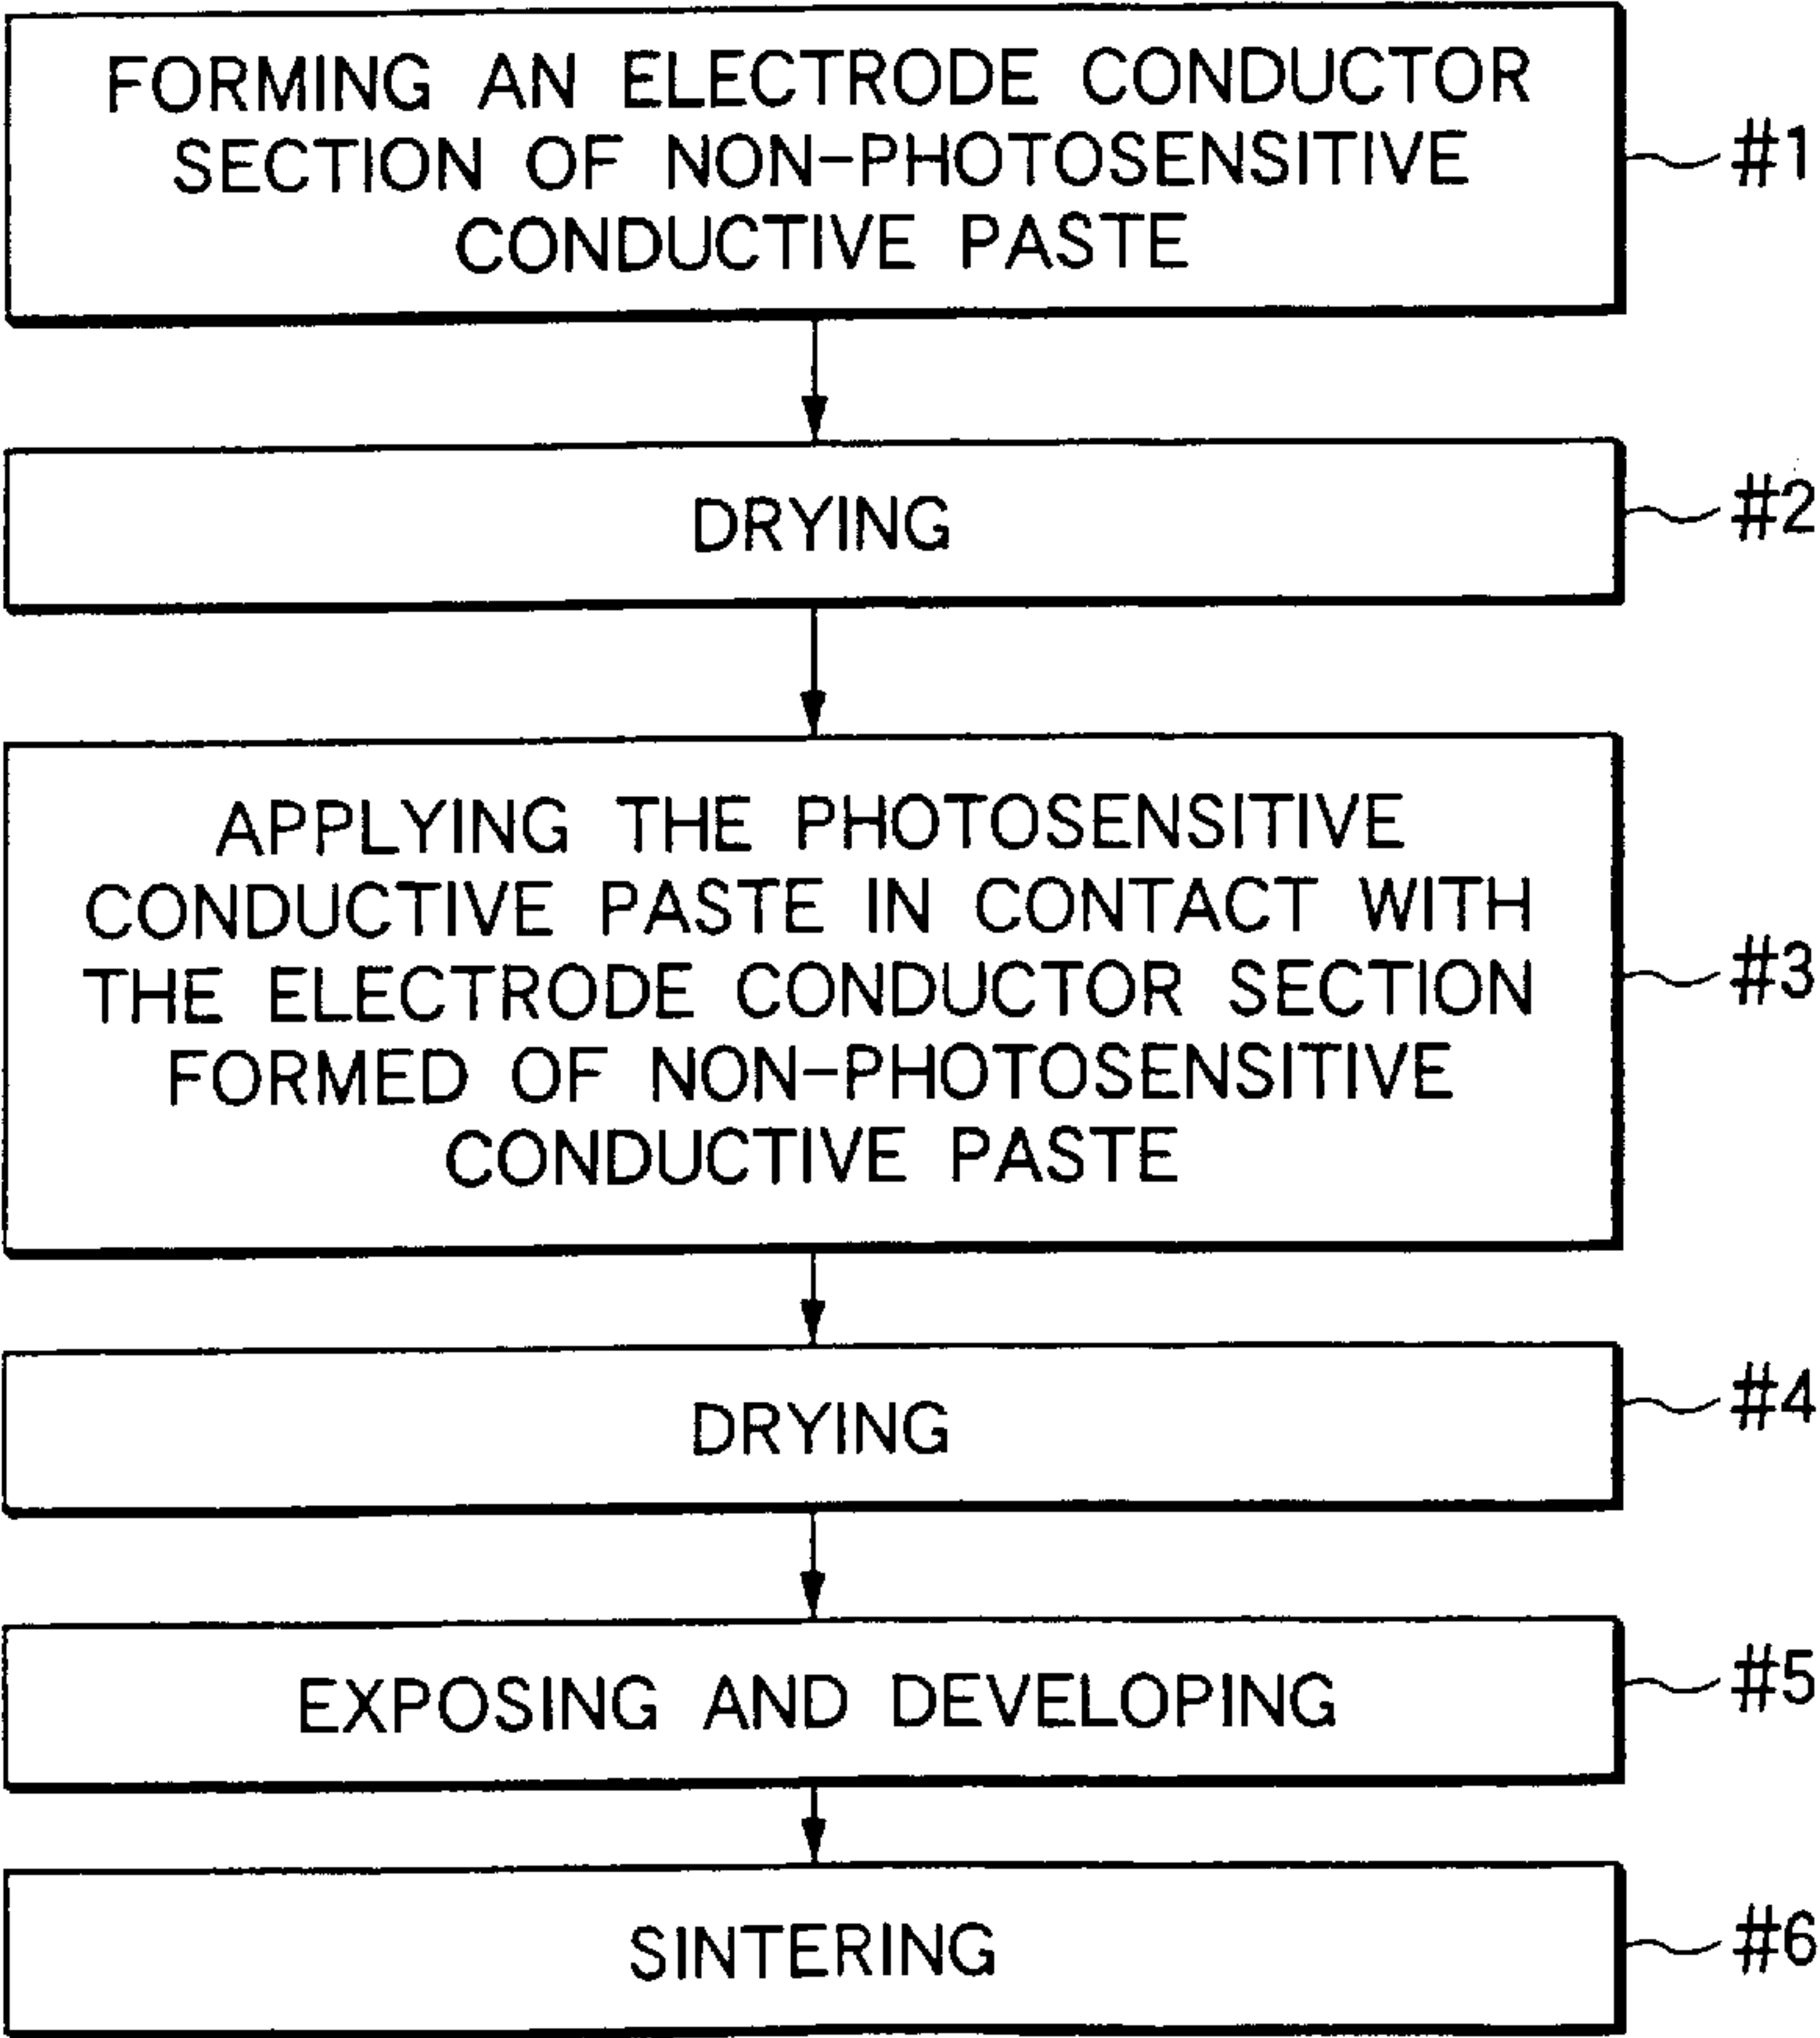 FORMING AN ELECTRODE CONDUCTOR
SECTION OF NON-PHOTOSENSITIVE
CONDUCTIVE PASTE
#1
DRYING
#2
APPLYING THE PHOTOSENSITIVE
CONDUCTIVE PASTE IN CONTACT WITH
THE ELECTRODE CONDUCTOR SECTION
FORMED OF NON-PHOTOSENSITIVE
CONDUCTIVE PASTE
#3
DRYING
#4
EXPOSING AND DEVELOPING
#5
SINTERING
#6